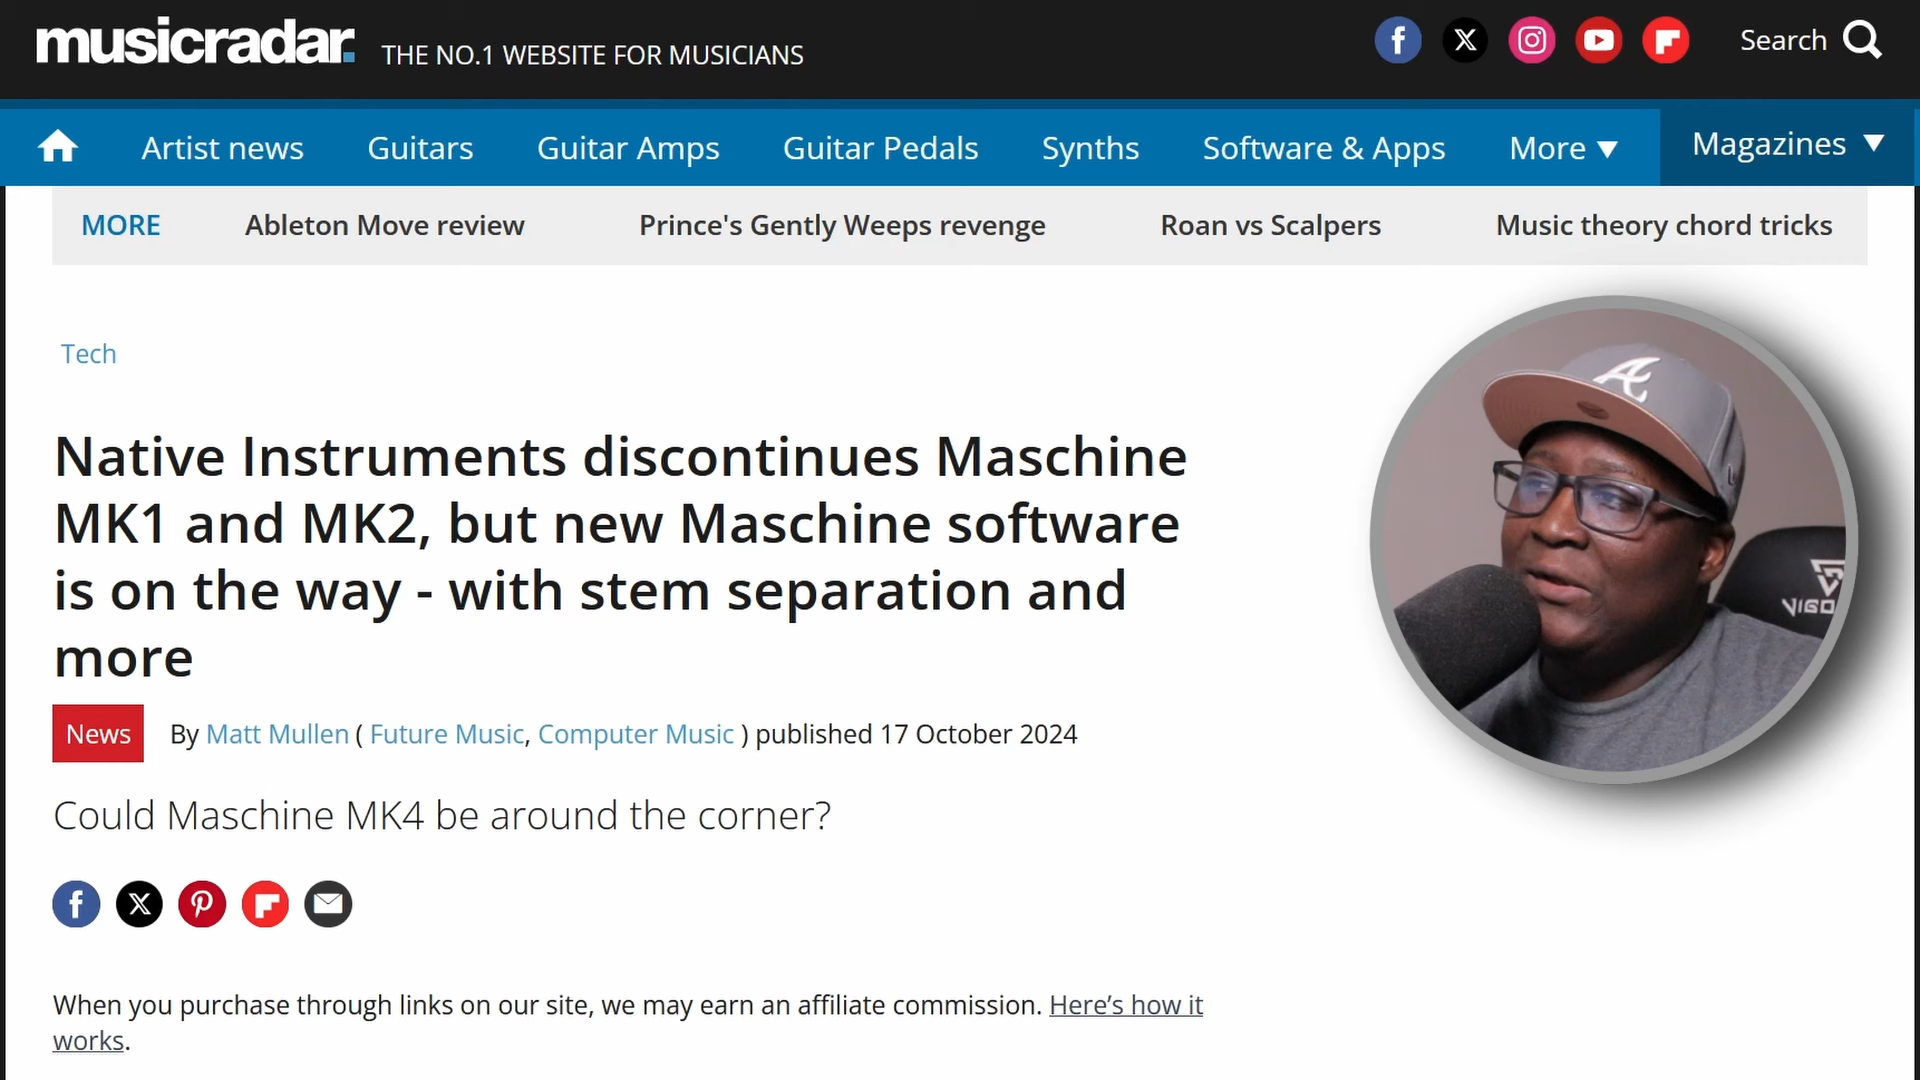 musicradar.
THE NO.1 WEBSITE FOR MUSICIANS
Search
Artist news
Guitars
Guitar Amps
Guitar Pedals
Synths
Software & Apps
More ▼
Magazines ▼
MORE
Ableton Move review
Prince's Gently Weeps revenge
Roan vs Scalpers
Music theory chord tricks
Tech
Native Instruments discontinues Maschine
MK1 and MK2, but new Maschine software
is on the way - with stem separation and
more
News
By Matt Mullen ( Future Music, Computer Music ) published 17 October 2024
Could Maschine MK4 be around the corner?
When you purchase through links on our site, we may earn an affiliate commission. Here’s how it
works.
A